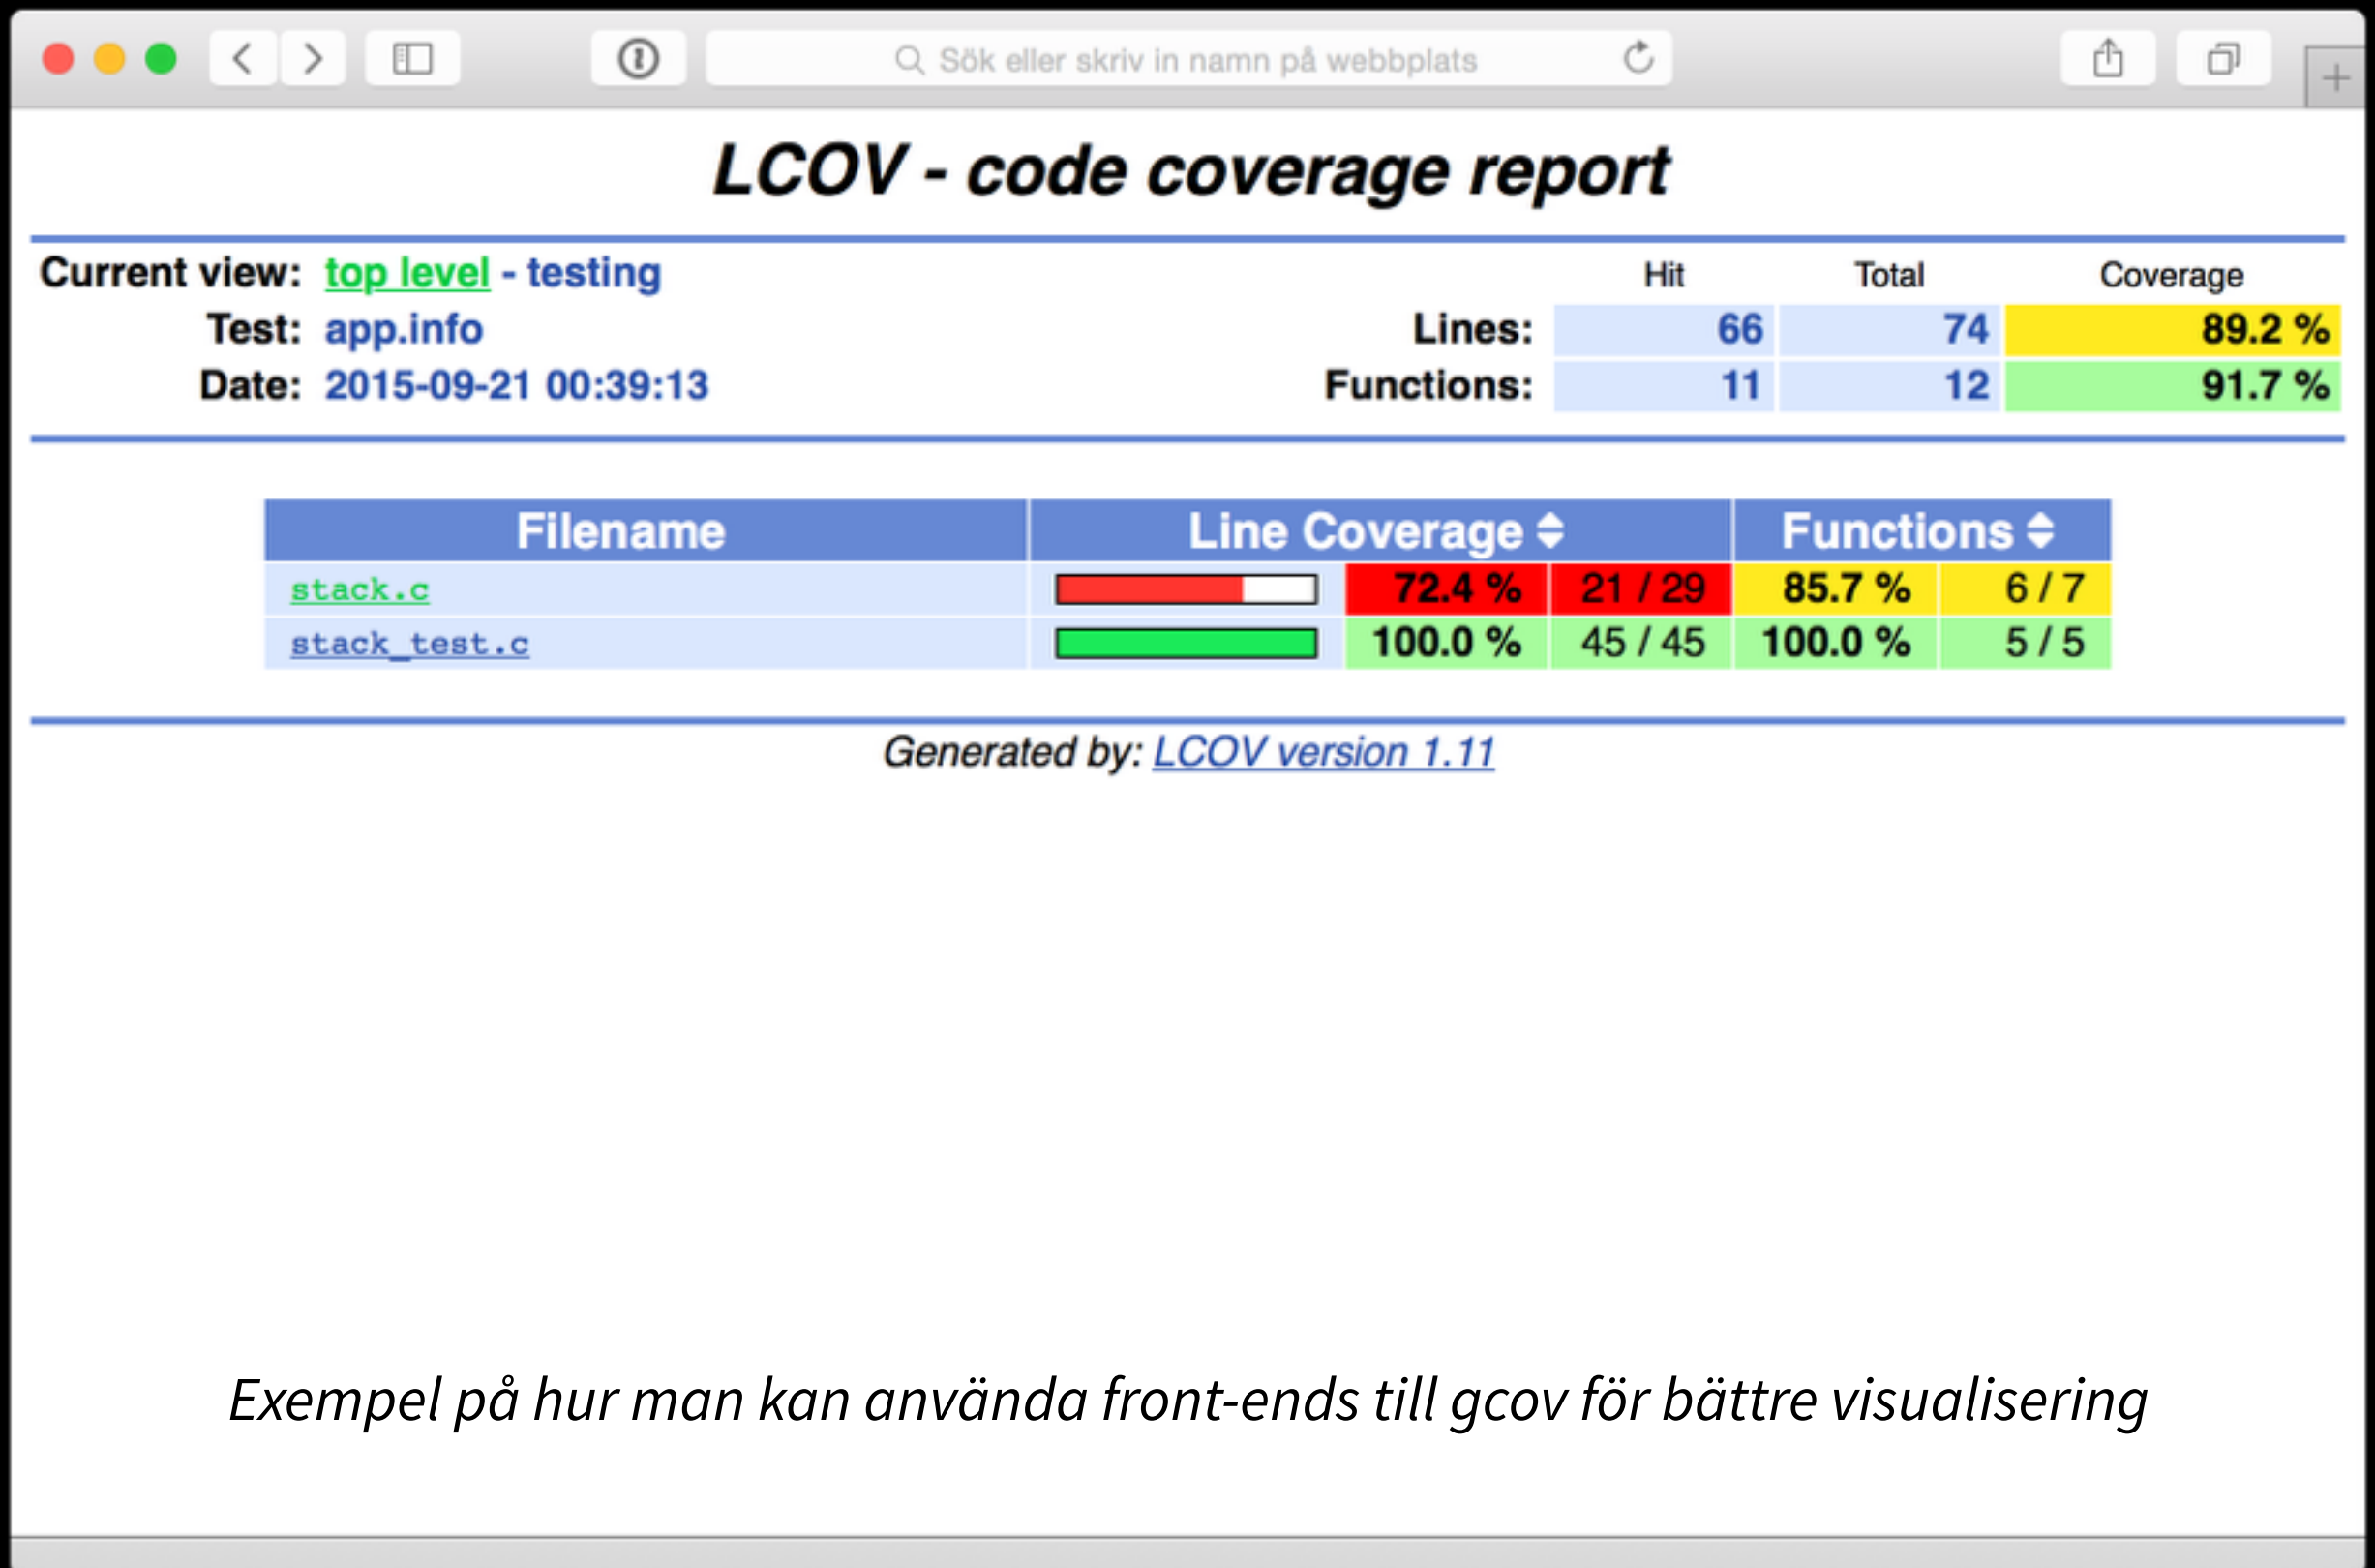 Sök eller skriv in namn på webbplats
LCOV - code coverage report
Current view: top level - testing
Hit Total Coverage
Test: app.info
Lines: 66 74 89.2 %
Date: 2015-09-21 00:39:13
Functions: 11 12 91.7 %
Filename Line Coverage Functions
stack.c 72.4 % 21 / 29 85.7 % 6 / 7
stack_test.c 100.0 % 45 / 45 100.0 % 5 / 5
Generated by: LCOV version 1.11
Exempel på hur man kan använda front-ends till gcov för bättre visualisering